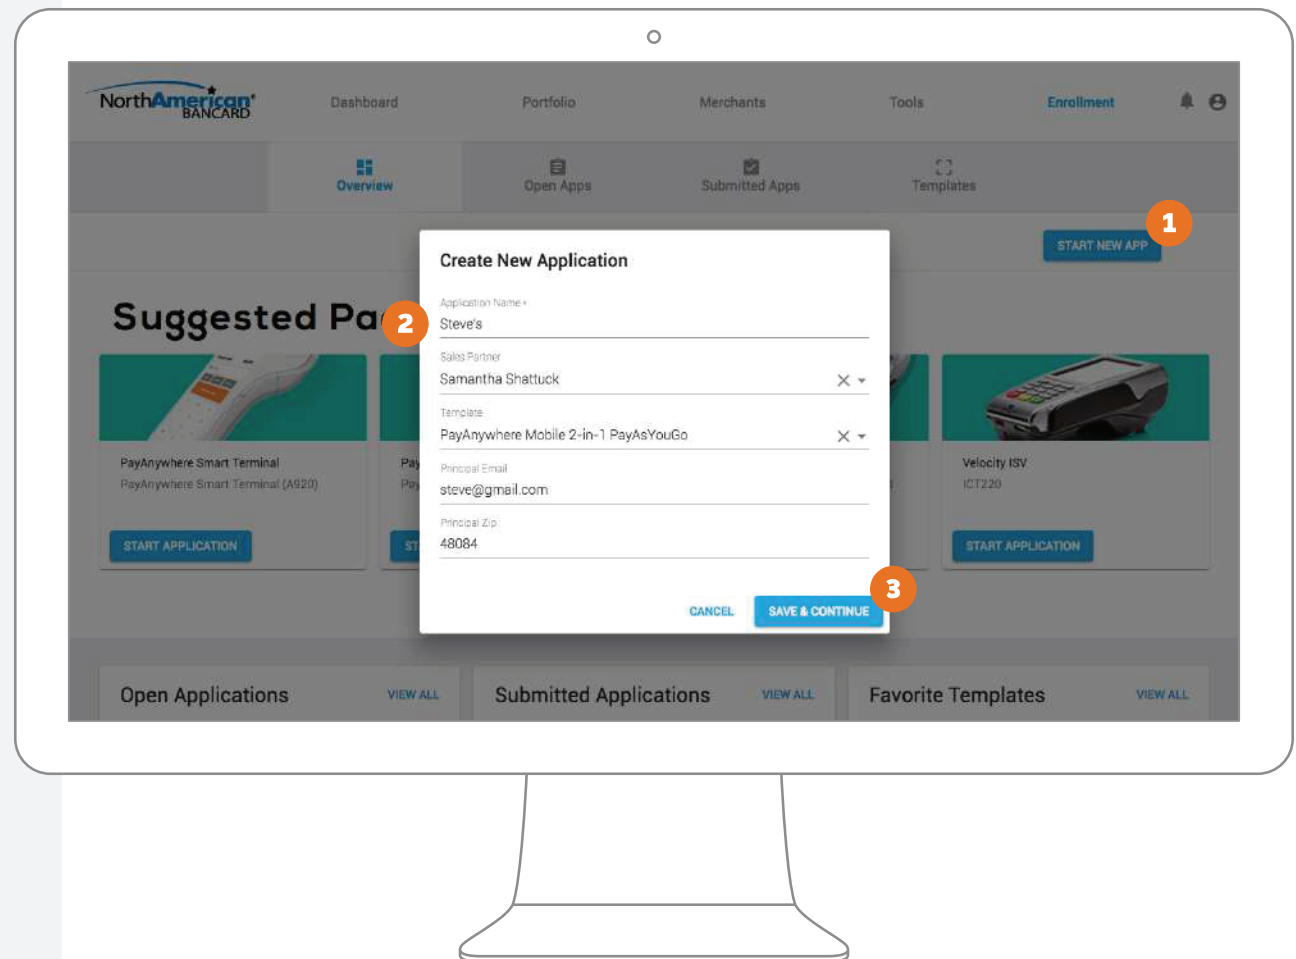 NorthAmerican
BANCARD
Dashboard
Portfolio
Merchants
Tools
Enrollment
Overview
Open Apps
Submitted Apps
Templates
1
START NEW APP
Create New Application
Application Name *
2
Steve's
Sales Partner
Samantha Shattuck
Template
PayAnywhere Mobile 2-in-1 PayAsYouGo
Principal Email
steve@gmail.com
Principal Zip
48084
3
CANCEL
SAVE & CONTINUE
Suggested Pa
PayAnywhere Smart Terminal
PayAnywhere Smart Terminal (A920)
START APPLICATION
Pay
Pay
ST
Velocity ISV
ICT220
START APPLICATION
Open Applications
VIEW ALL
Submitted Applications
VIEW ALL
Favorite Templates
VIEW ALL